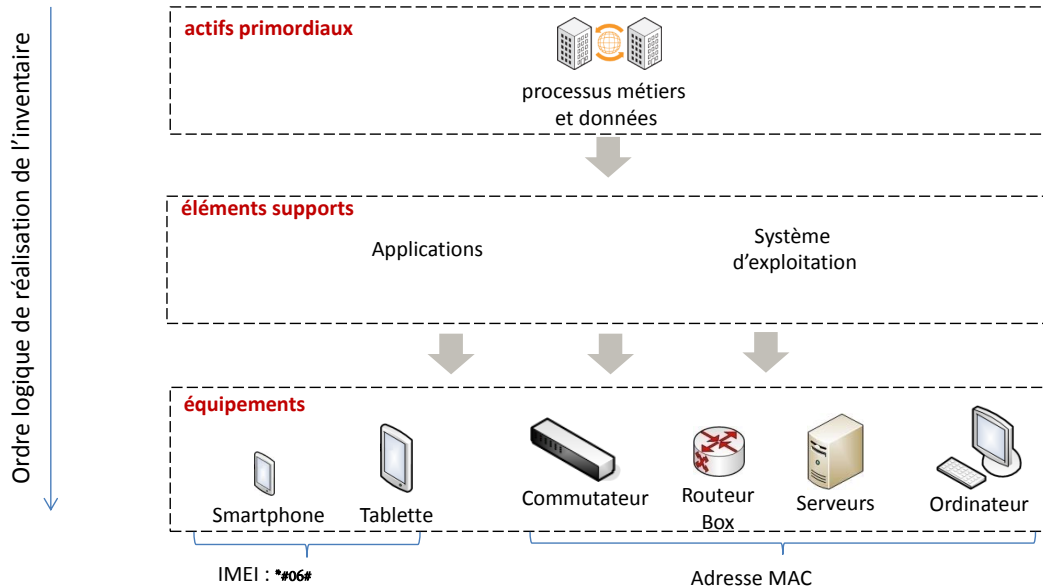 Ordre logique de réalisation de l'inventaire
actifs primordiaux
processus métiers
et données
éléments supports
Applications
Système
d'exploitation
équipements
Smartphone
Tablette
Commutateur
Routeur
Box
Serveurs
Ordinateur
IMEI : *#06#
Adresse MAC